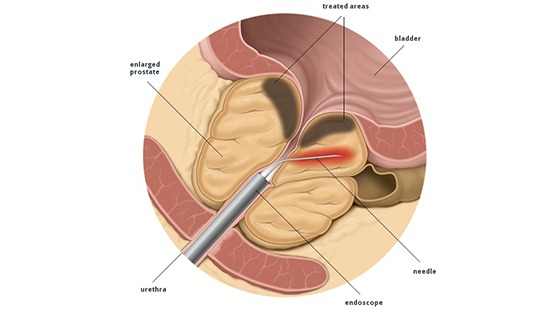 treated areas
bladder
enlarged
prostate
needle
urethra
endoscope